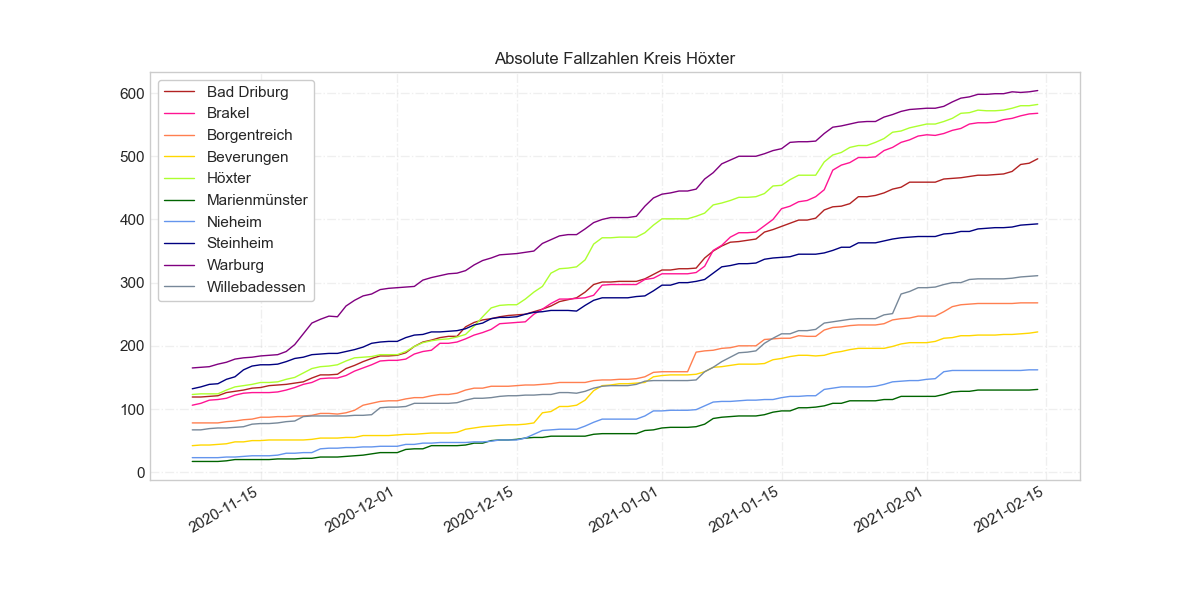 Absolute Fallzahlen Kreis Höxter
600
500
400
300
200
100
0
Bad Driburg
Brakel
Borgentreich
Beverungen
Höxter
Marienmünster
Nieheim
Steinheim
Warburg
Willebadessen
2020-11-15
2020-12-01
2020-12-15
2021-01-01
2021-01-15
2021-02-01
2021-02-15